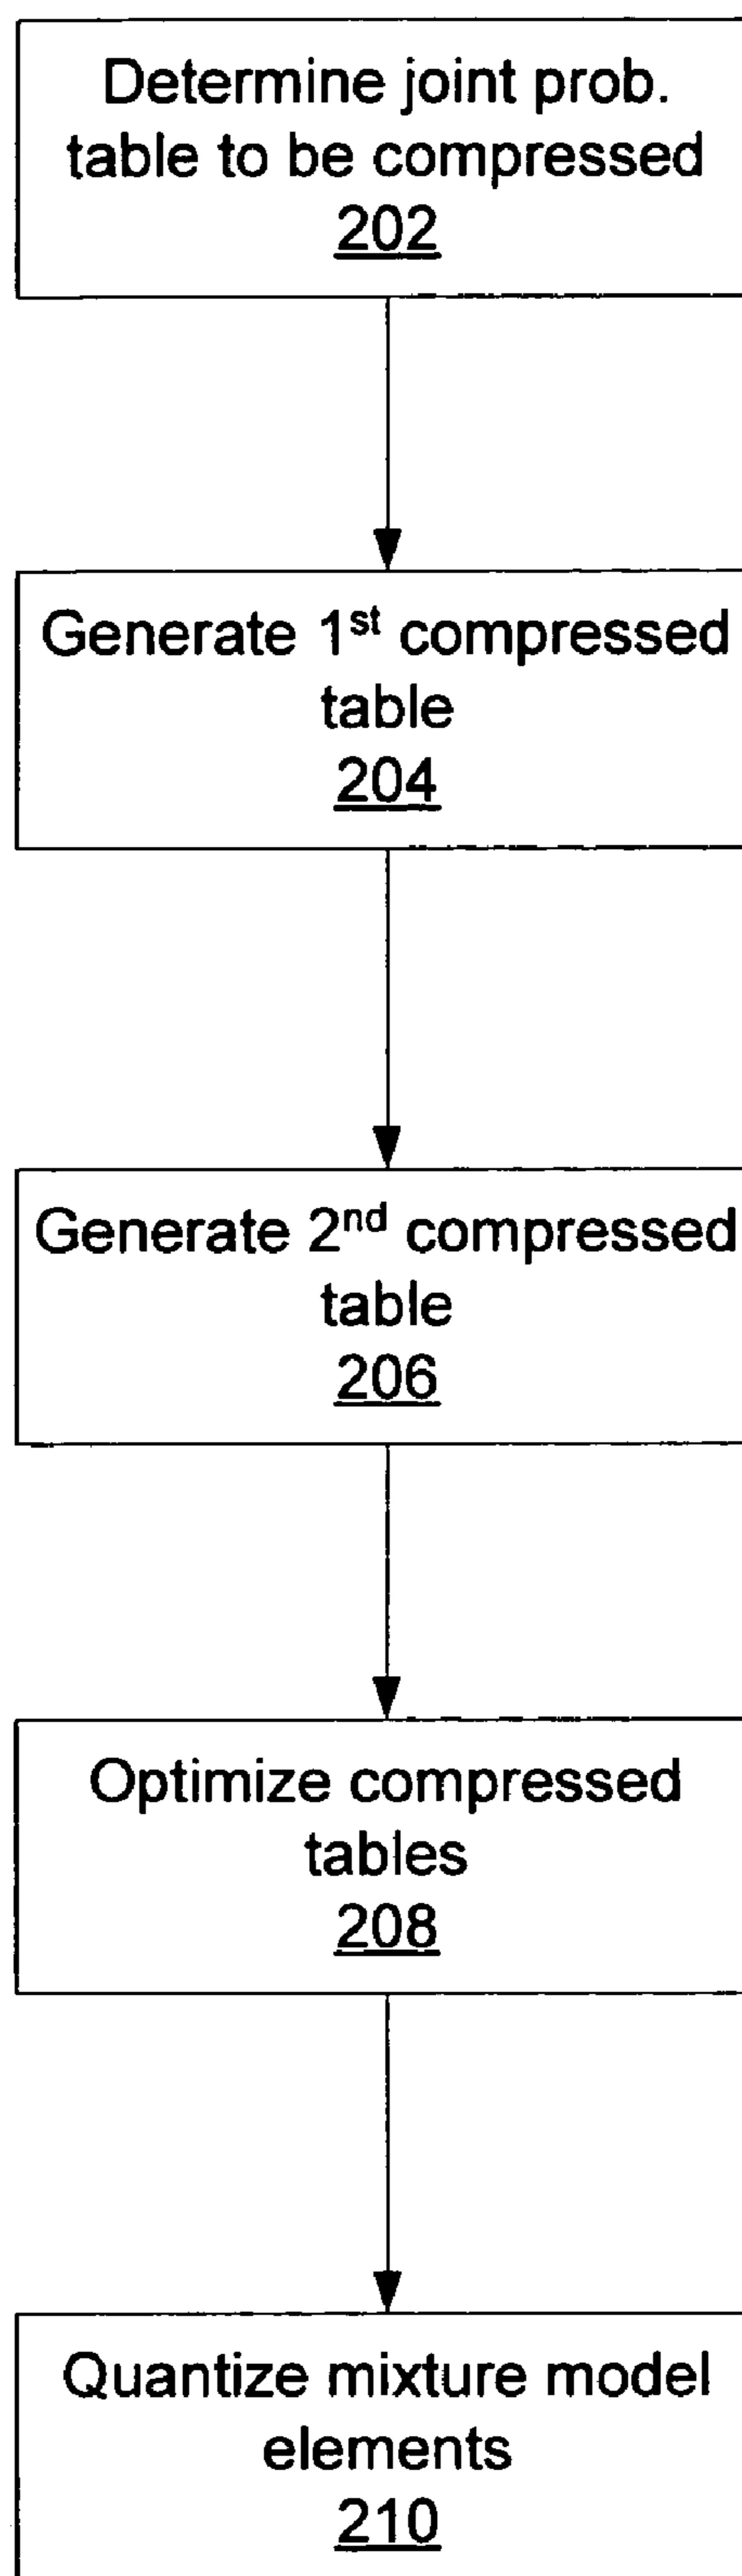 Determine joint prob.
table to be compressed
202
Generate 1st compressed
table
204
Generate 2nd compressed
table
206
Optimize compressed
tables
208
Quantize mixture model
elements
210